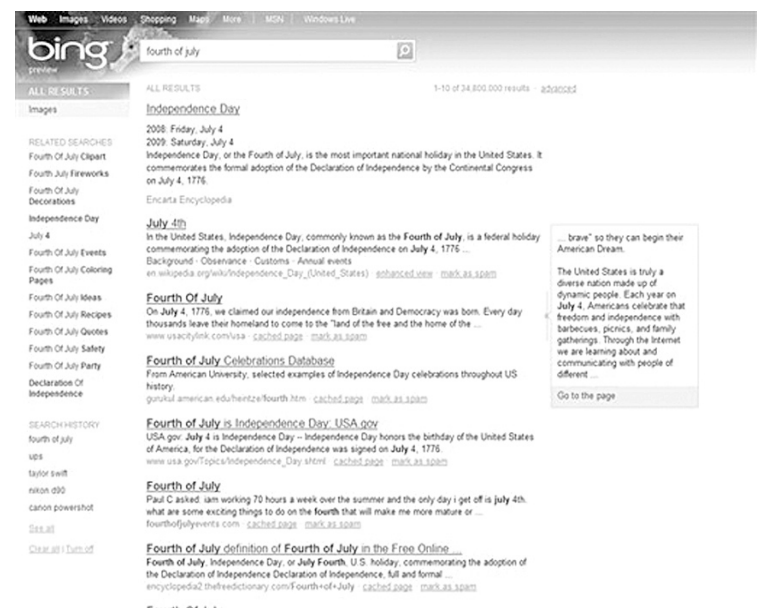 Web Images Videos Shopping Maps More | MSN | Windows Live
bing
preview
fourth of july
ALL RESULTS
Images
RELATED SEARCHES
Fourth Of July Clipart
Fourth July Fireworks
Fourth Of July
Decorations
Independence Day
July 4
Fourth Of July Events
Fourth Of July Coloring
Pages
Fourth Of July Ideas
Fourth Of July Recipes
Fourth Of July Quotes
Fourth Of July Safety
Fourth Of July Party
Declaration Of
Independence
SEARCH HISTORY
fourth of july
ups
taylor swift
nikon d90
canon powershot
See all
Clear all | Turn off
ALL RESULTS
1-10 of 34,800,000 results · advanced
Independence Day
2008: Friday, July 4
2009: Saturday, July 4
Independence Day, or the Fourth of July, is the most important national holiday in the United States. It
commemorates the formal adoption of the Declaration of Independence by the Continental Congress
on July 4, 1776.
Encarta Encyclopedia
July 4th
In the United States, Independence Day, commonly known as the Fourth of July, is a federal holiday
commemorating the adoption of the Declaration of Independence on July 4, 1776 ...
Background · Observance · Customs · Annual events
en.wikipedia.org/wiki/Independence_Day_(United_States) · enhanced view · mark as spam
Fourth Of July
On July 4, 1776, we claimed our independence from Britain and Democracy was born. Every day
thousands leave their homeland to come to the "land of the free and the home of the ...
www.usacitylink.com/usa · cached page · mark as spam
Fourth of July Celebrations Database
From American University, selected examples of Independence Day celebrations throughout US
history.
gurukul.american.edu/heintze/fourth.htm · cached page · mark as spam
Fourth of July is Independence Day: USA.gov
USA.gov: July 4 is Independence Day -- Independence Day honors the birthday of the United States
of America, for the Declaration of Independence was signed on July 4, 1776.
www.usa.gov/Topics/Independence_Day.shtml · cached page · mark as spam
Fourth of July
Paul C asked: iam working 70 hours a week over the summer and the only day i get off is july 4th.
what are some exciting things to do on the fourth that will make me more mature or ...
fourthofjulyevents.com · cached page · mark as spam
Fourth of July definition of Fourth of July in the Free Online ...
Fourth of July, Independence Day, or July Fourth, U.S. holiday, commemorating the adoption of
the Declaration of Independence Declaration of Independence, full and formal ...
encyclopedia2.thefreedictionary.com/Fourth+of+July · cached page · mark as spam
Fourth Of July
... brave" so they can begin their
American Dream.
The United States is truly a
diverse nation made up of
dynamic people. Each year on
July 4, Americans celebrate that
freedom and independence with
barbecues, picnics, and family
gatherings. Through the Internet
we are learning about and
communicating with people of
different ...
Go to the page